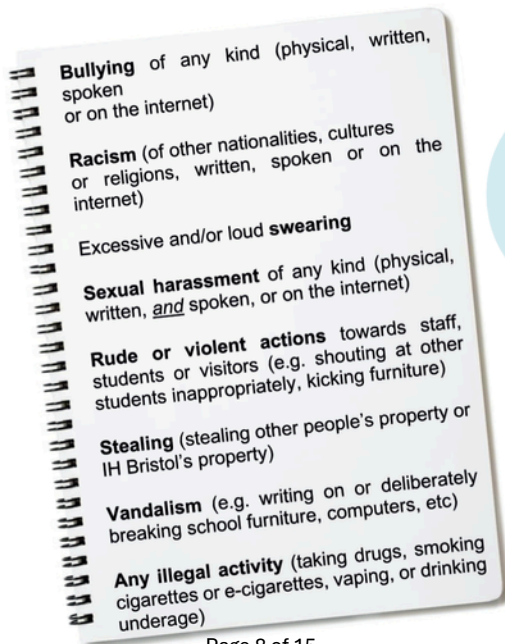 Bullying of any kind (physical, written,
spoken
or on the internet)
Racism (of other nationalities, cultures
or religions, written, spoken or on the
internet)
Excessive and/or loud swearing
Sexual harassment of any kind (physical,
written, and spoken, or on the internet)
Rude or violent actions towards staff,
students or visitors (e.g. shouting at other
students inappropriately, kicking furniture)
Stealing (stealing other people's property or
IH Bristol's property)
Vandalism (e.g. writing on or deliberately
breaking school furniture, computers, etc)
Any illegal activity (taking drugs, smoking
cigarettes or e-cigarettes, vaping, or drinking
underage)
Page 8 of 15